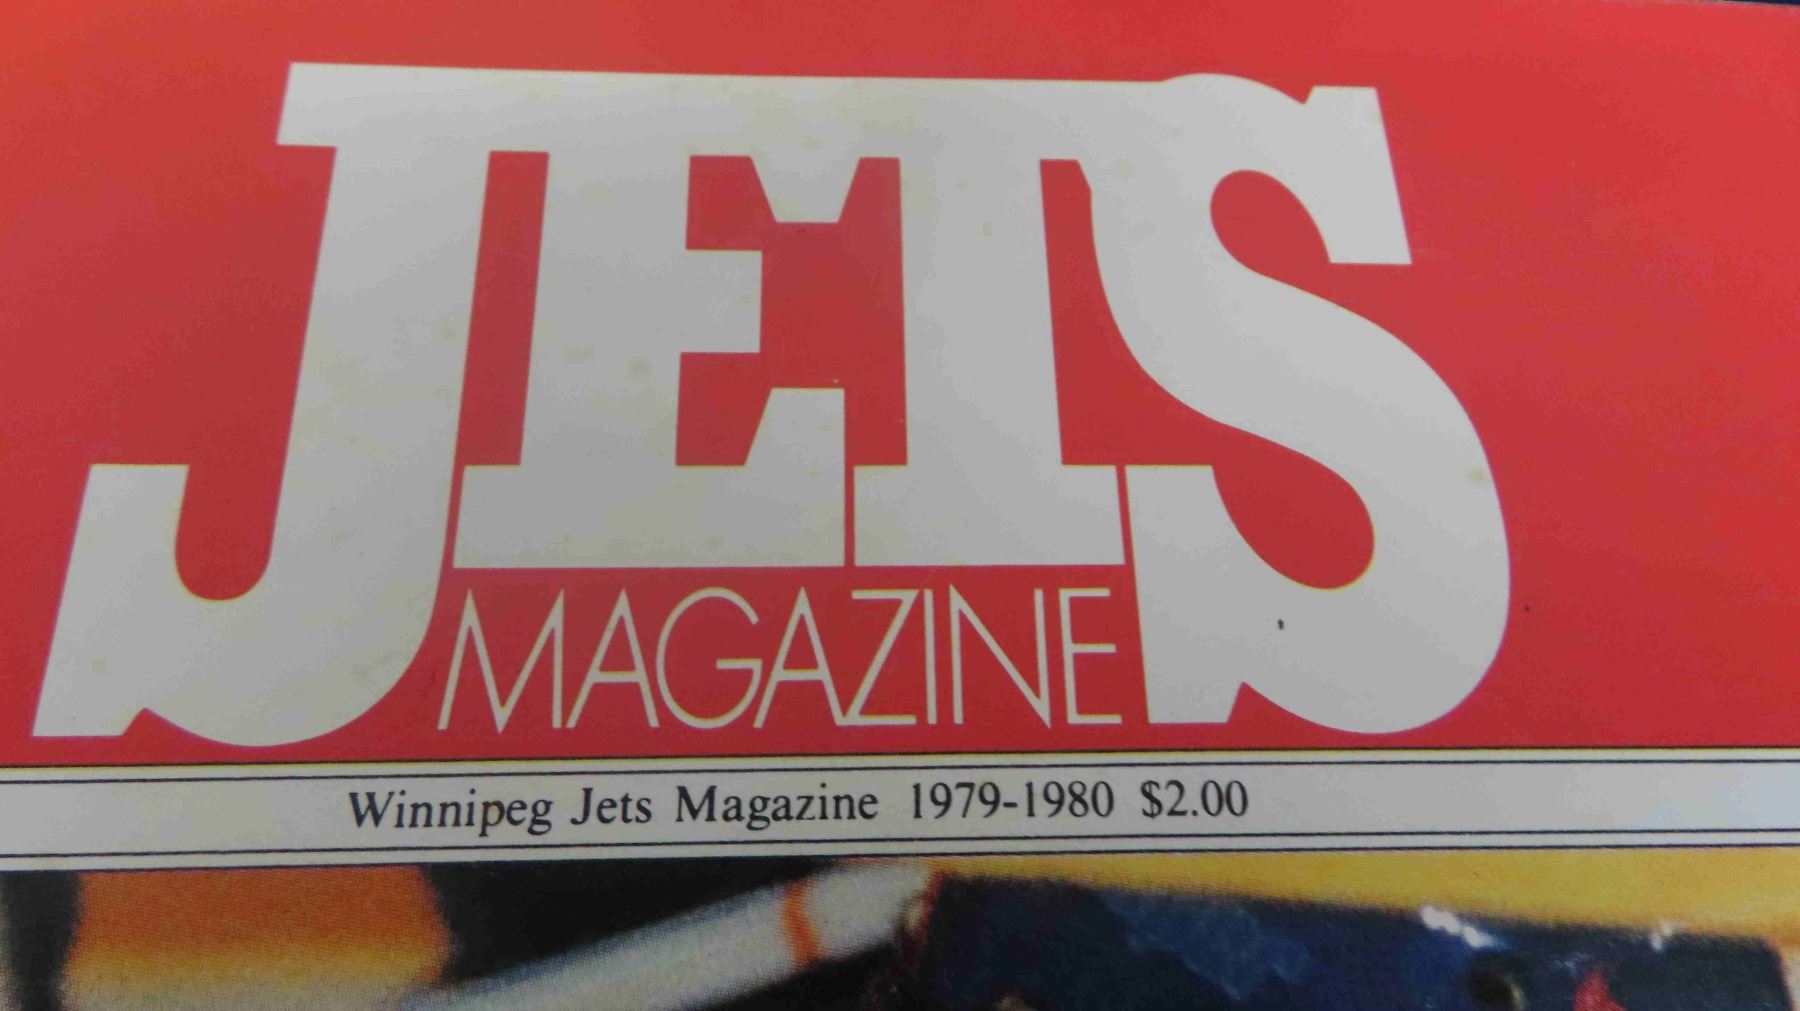 JETS
MAGAZINE
Winnipeg Jets Magazine 1979-1980 $2.00